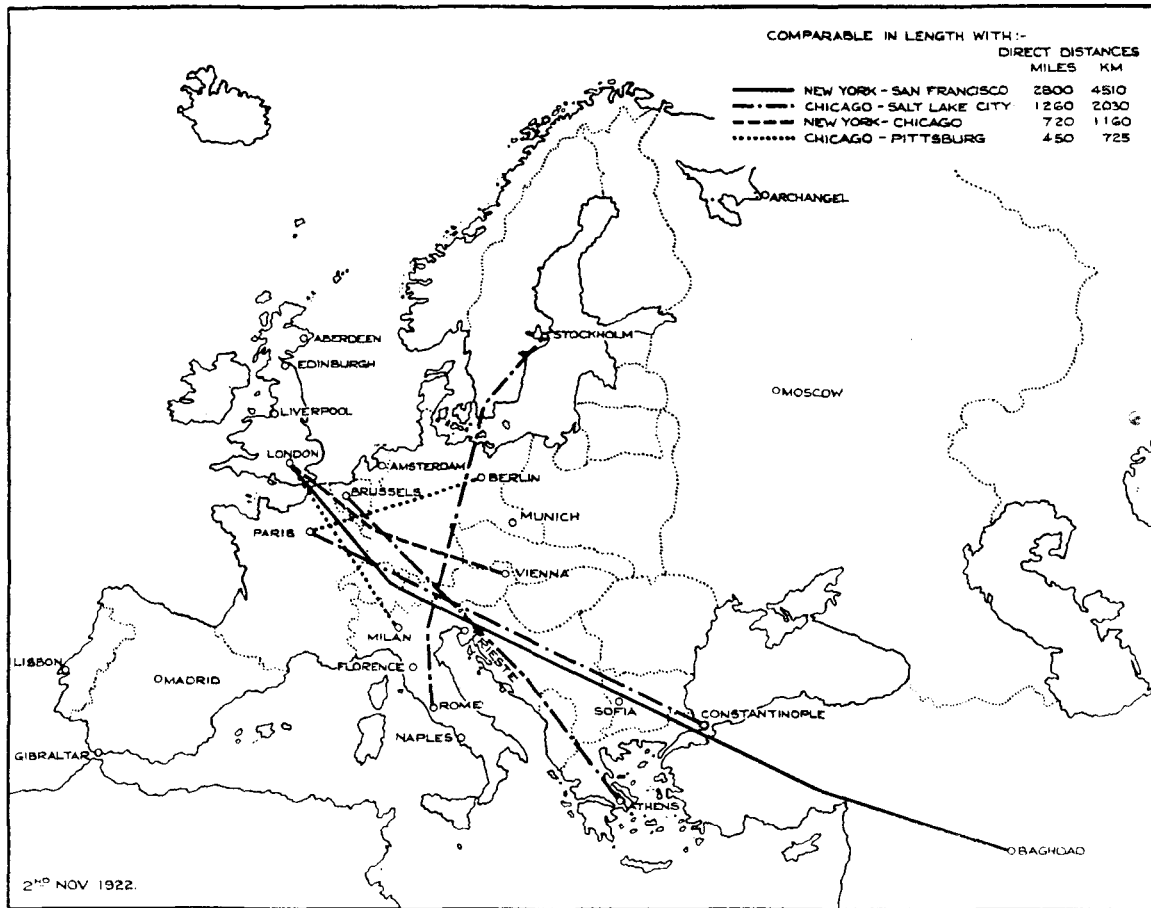 COMPARABLE IN LENGTH WITH:-
DIRECT DISTANCES
MILES KM
NEW YORK - SAN FRANCISCO 2800 4510
CHICAGO - SALT LAKE CITY 1260 2030
NEW YORK - CHICAGO 720 1160
CHICAGO - PITTSBURG 450 725
ARCHANGEL
STOCKHOLM
ABERDEEN
EDINBURGH
MOSCOW
LIVERPOOL
LONDON
AMSTERDAM
BERLIN
BRUSSELS
MUNICH
PARIS
VIENNA
MILAN
TRIESTE
LISBON
FLORENCE
MADRID
ROME
SOFIA
CONSTANTINOPLE
NAPLES
GIBRALTAR
ATHENS
BAGHDAD
2ND NOV 1922.